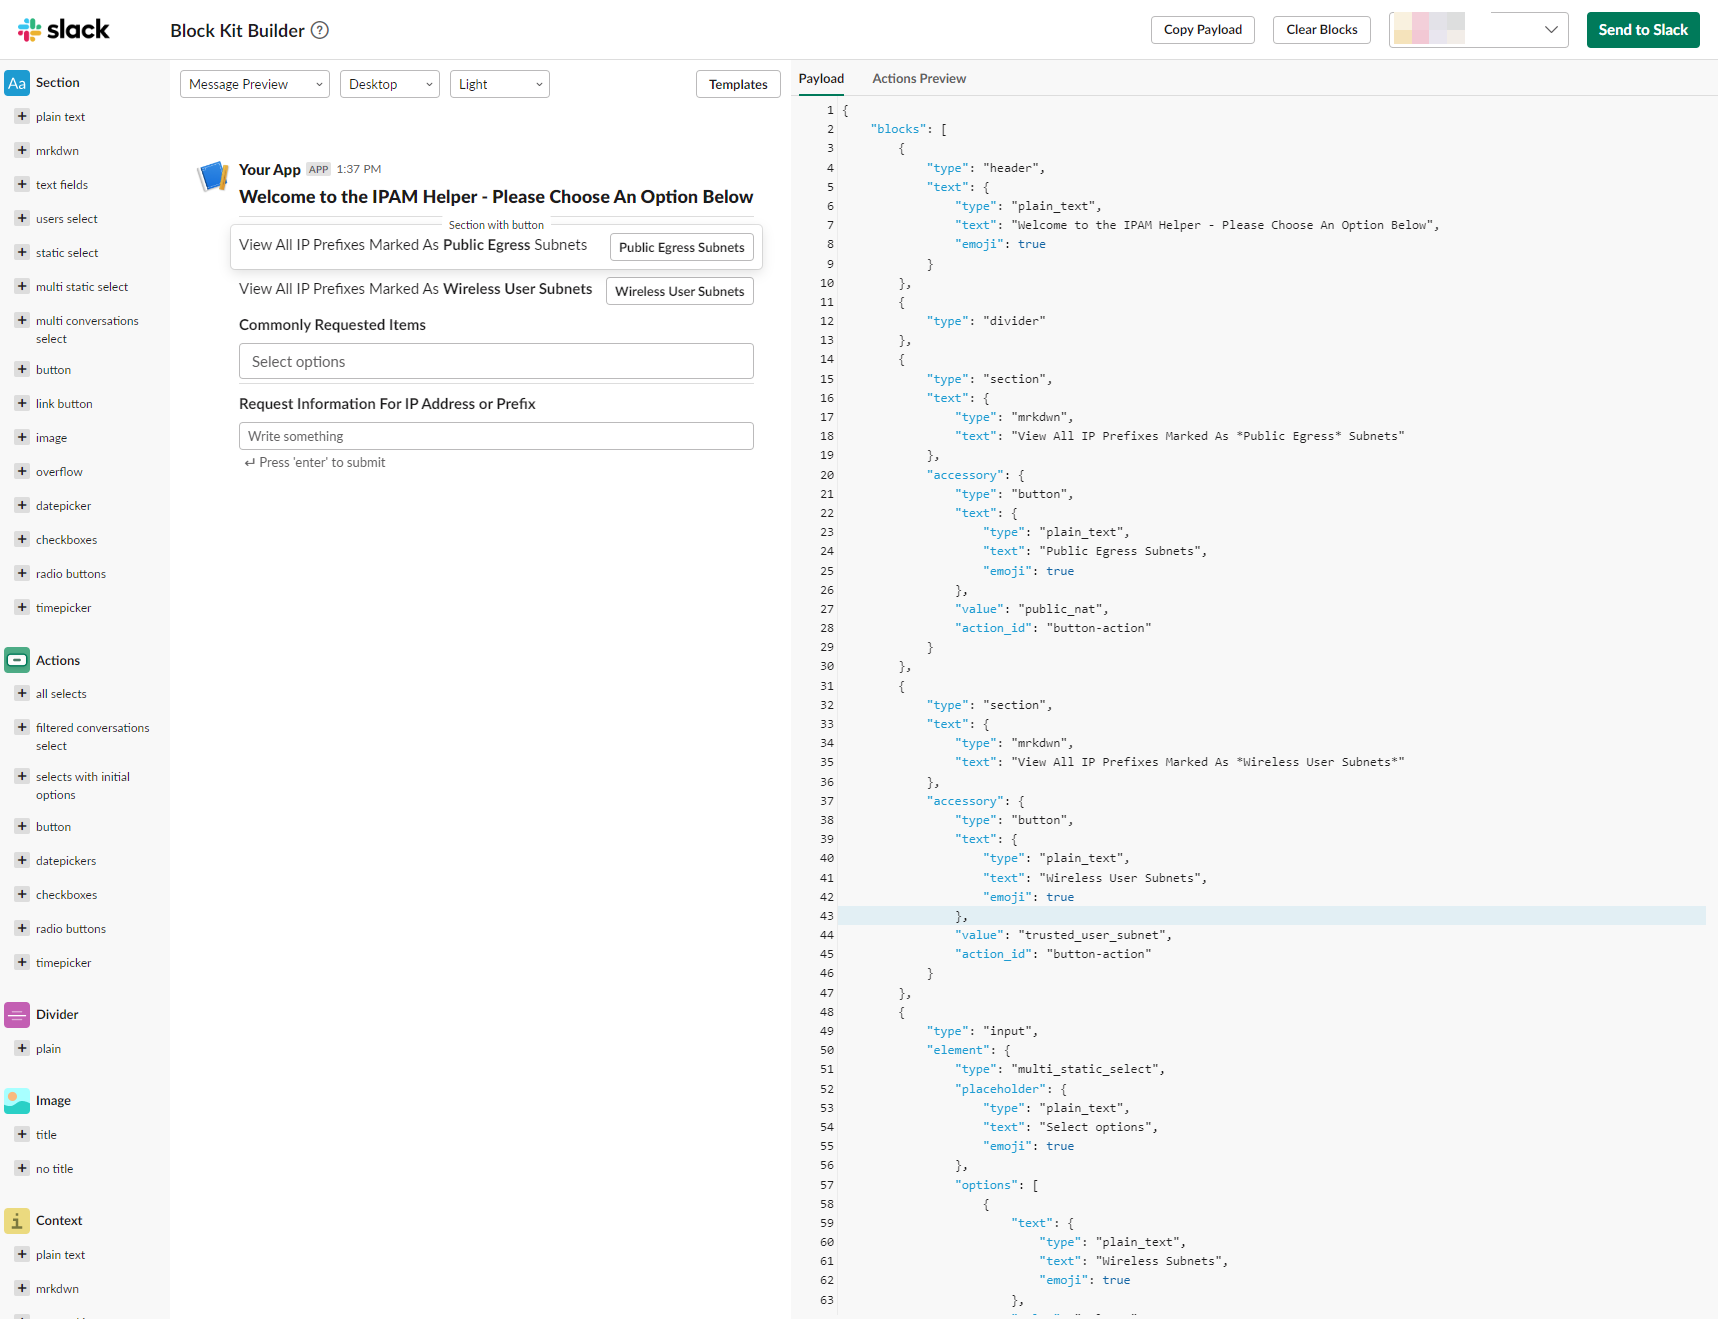 slack
Block Kit Builder ?
Copy Payload
Clear Blocks
Send to Slack
Aa Section
+ plain text
+ mrkdwn
+ text fields
+ users select
+ static select
+ multi static select
+ multi conversations
select
+ button
+ link button
+ image
+ overflow
+ datepicker
+ checkboxes
+ radio buttons
+ timepicker
Actions
+ all selects
+ filtered conversations
select
+ selects with initial
options
+ button
+ datepickers
+ checkboxes
+ radio buttons
+ timepicker
Divider
+ plain
Image
+ title
+ no title
i Context
+ plain text
+ mrkdwn
Message Preview
Desktop
Light
Templates
Your App APP 1:37 PM
Welcome to the IPAM Helper - Please Choose An Option Below
Section with button
View All IP Prefixes Marked As Public Egress Subnets
Public Egress Subnets
View All IP Prefixes Marked As Wireless User Subnets
Wireless User Subnets
Commonly Requested Items
Select options
Request Information For IP Address or Prefix
Write something
↵ Press 'enter' to submit
Payload
Actions Preview
1 {
2 "blocks": [
3 {
4 "type": "header",
5 "text": {
6 "type": "plain_text",
7 "text": "Welcome to the IPAM Helper - Please Choose An Option Below",
8 "emoji": true
9 }
10 },
11 {
12 "type": "divider"
13 },
14 {
15 "type": "section",
16 "text": {
17 "type": "mrkdwn",
18 "text": "View All IP Prefixes Marked As *Public Egress* Subnets"
19 },
20 "accessory": {
21 "type": "button",
22 "text": {
23 "type": "plain_text",
24 "text": "Public Egress Subnets",
25 "emoji": true
26 },
27 "value": "public_nat",
28 "action_id": "button-action"
29 }
30 },
31 {
32 "type": "section",
33 "text": {
34 "type": "mrkdwn",
35 "text": "View All IP Prefixes Marked As *Wireless User Subnets*"
36 },
37 "accessory": {
38 "type": "button",
39 "text": {
40 "type": "plain_text",
41 "text": "Wireless User Subnets",
42 "emoji": true
43 },
44 "value": "trusted_user_subnet",
45 "action_id": "button-action"
46 }
47 },
48 {
49 "type": "input",
50 "element": {
51 "type": "multi_static_select",
52 "placeholder": {
53 "type": "plain_text",
54 "text": "Select options",
55 "emoji": true
56 },
57 "options": [
58 {
59 "text": {
60 "type": "plain_text",
61 "text": "Wireless Subnets",
62 "emoji": true
63 },